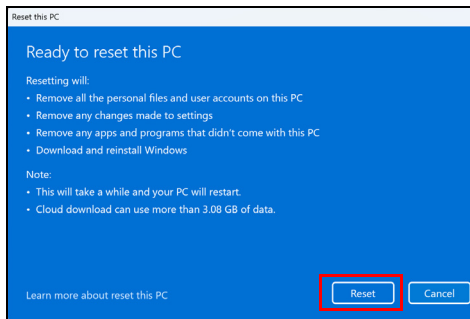 Reset this PC
Ready to reset this PC
Resetting will:
• Remove all the personal files and user accounts on this PC
• Remove any changes made to settings
• Remove any apps and programs that didn't come with this PC
• Download and reinstall Windows
Note:
• This will take a while and your PC will restart.
• Cloud download can use more than 3.08 GB of data.
Learn more about reset this PC
Reset
Cancel